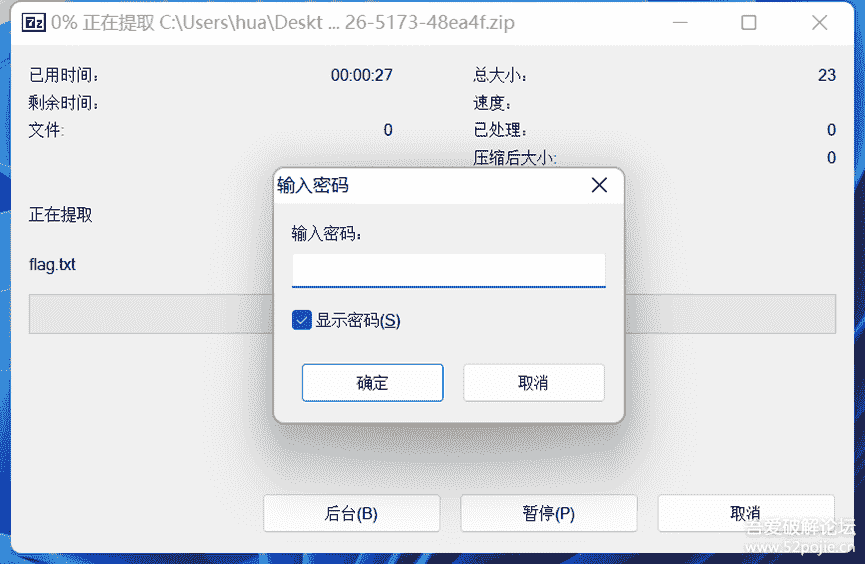 7z 0% 正在提取 C:\Users\hua\Deskt ... 26-5173-48ea4f.zip
已用时间: 00:00:27 总大小: 23
剩余时间: 速度:
文件: 0 已处理: 0
压缩后大小: 0
输入密码
正在提取
输入密码:
flag.txt
显示密码(S)
确定 取消
后台(B) 暂停(P) 取消
吾爱破解论坛
www.52pojie.cn